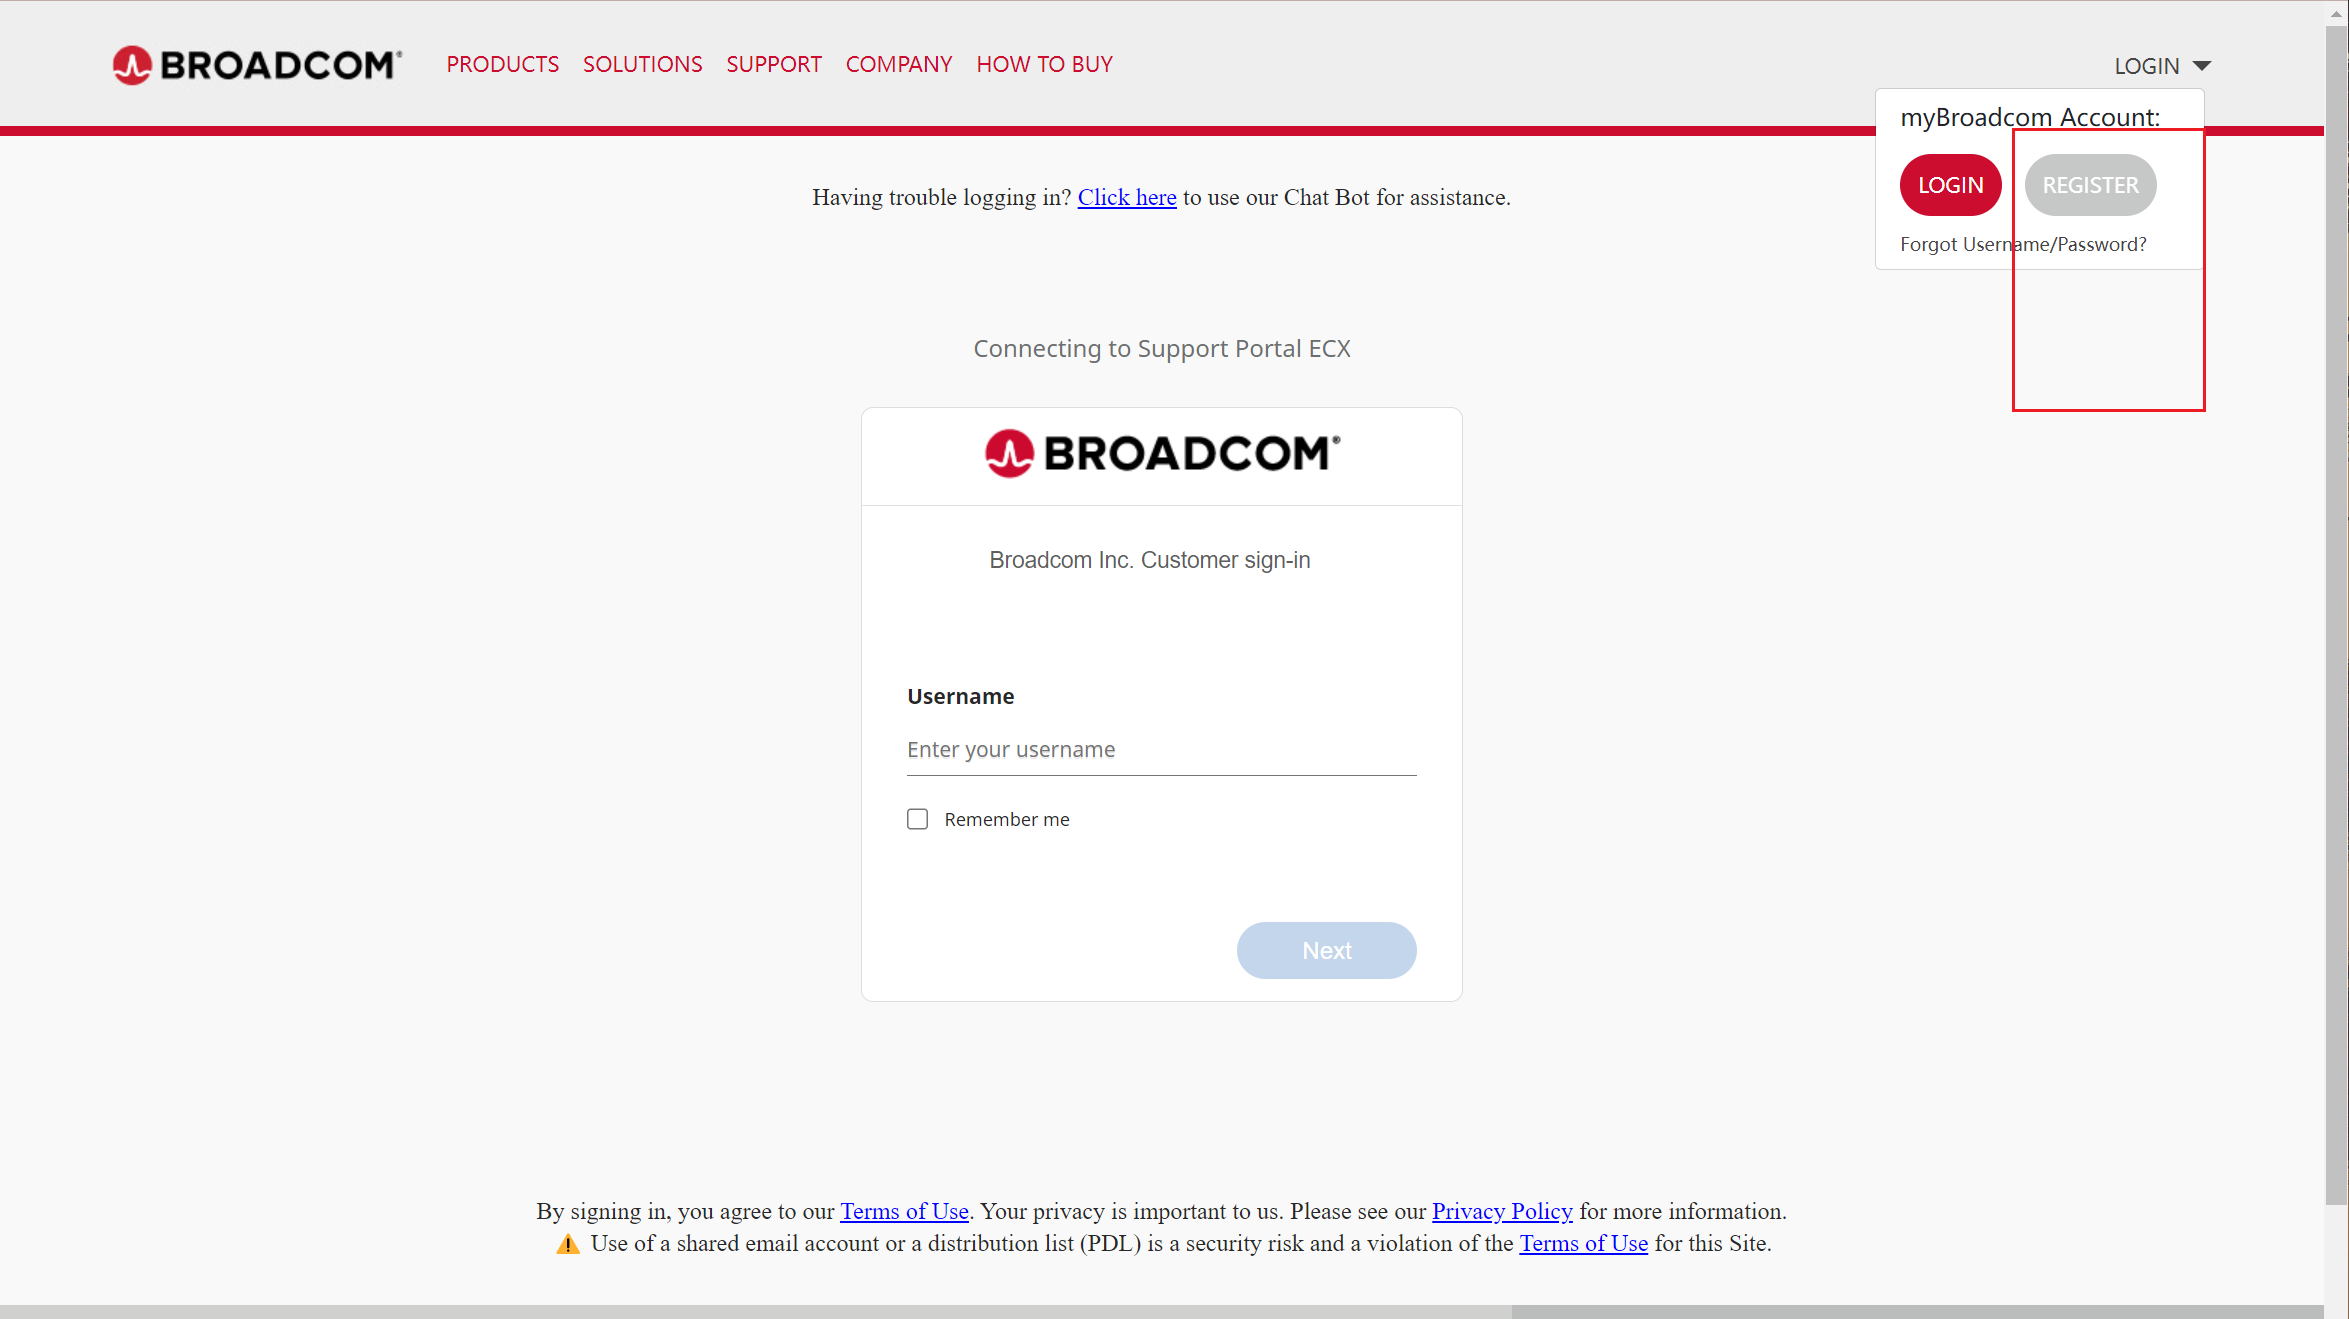 BROADCOM®
PRODUCTS SOLUTIONS SUPPORT COMPANY HOW TO BUY
LOGIN
myBroadcom Account:
LOGIN REGISTER
Forgot Username/Password?
Having trouble logging in? Click here to use our Chat Bot for assistance.
Connecting to Support Portal ECX
BROADCOM®
Broadcom Inc. Customer sign-in
Username
Enter your username
Remember me
Next
By signing in, you agree to our Terms of Use. Your privacy is important to us. Please see our Privacy Policy for more information.
Use of a shared email account or a distribution list (PDL) is a security risk and a violation of the Terms of Use for this Site.